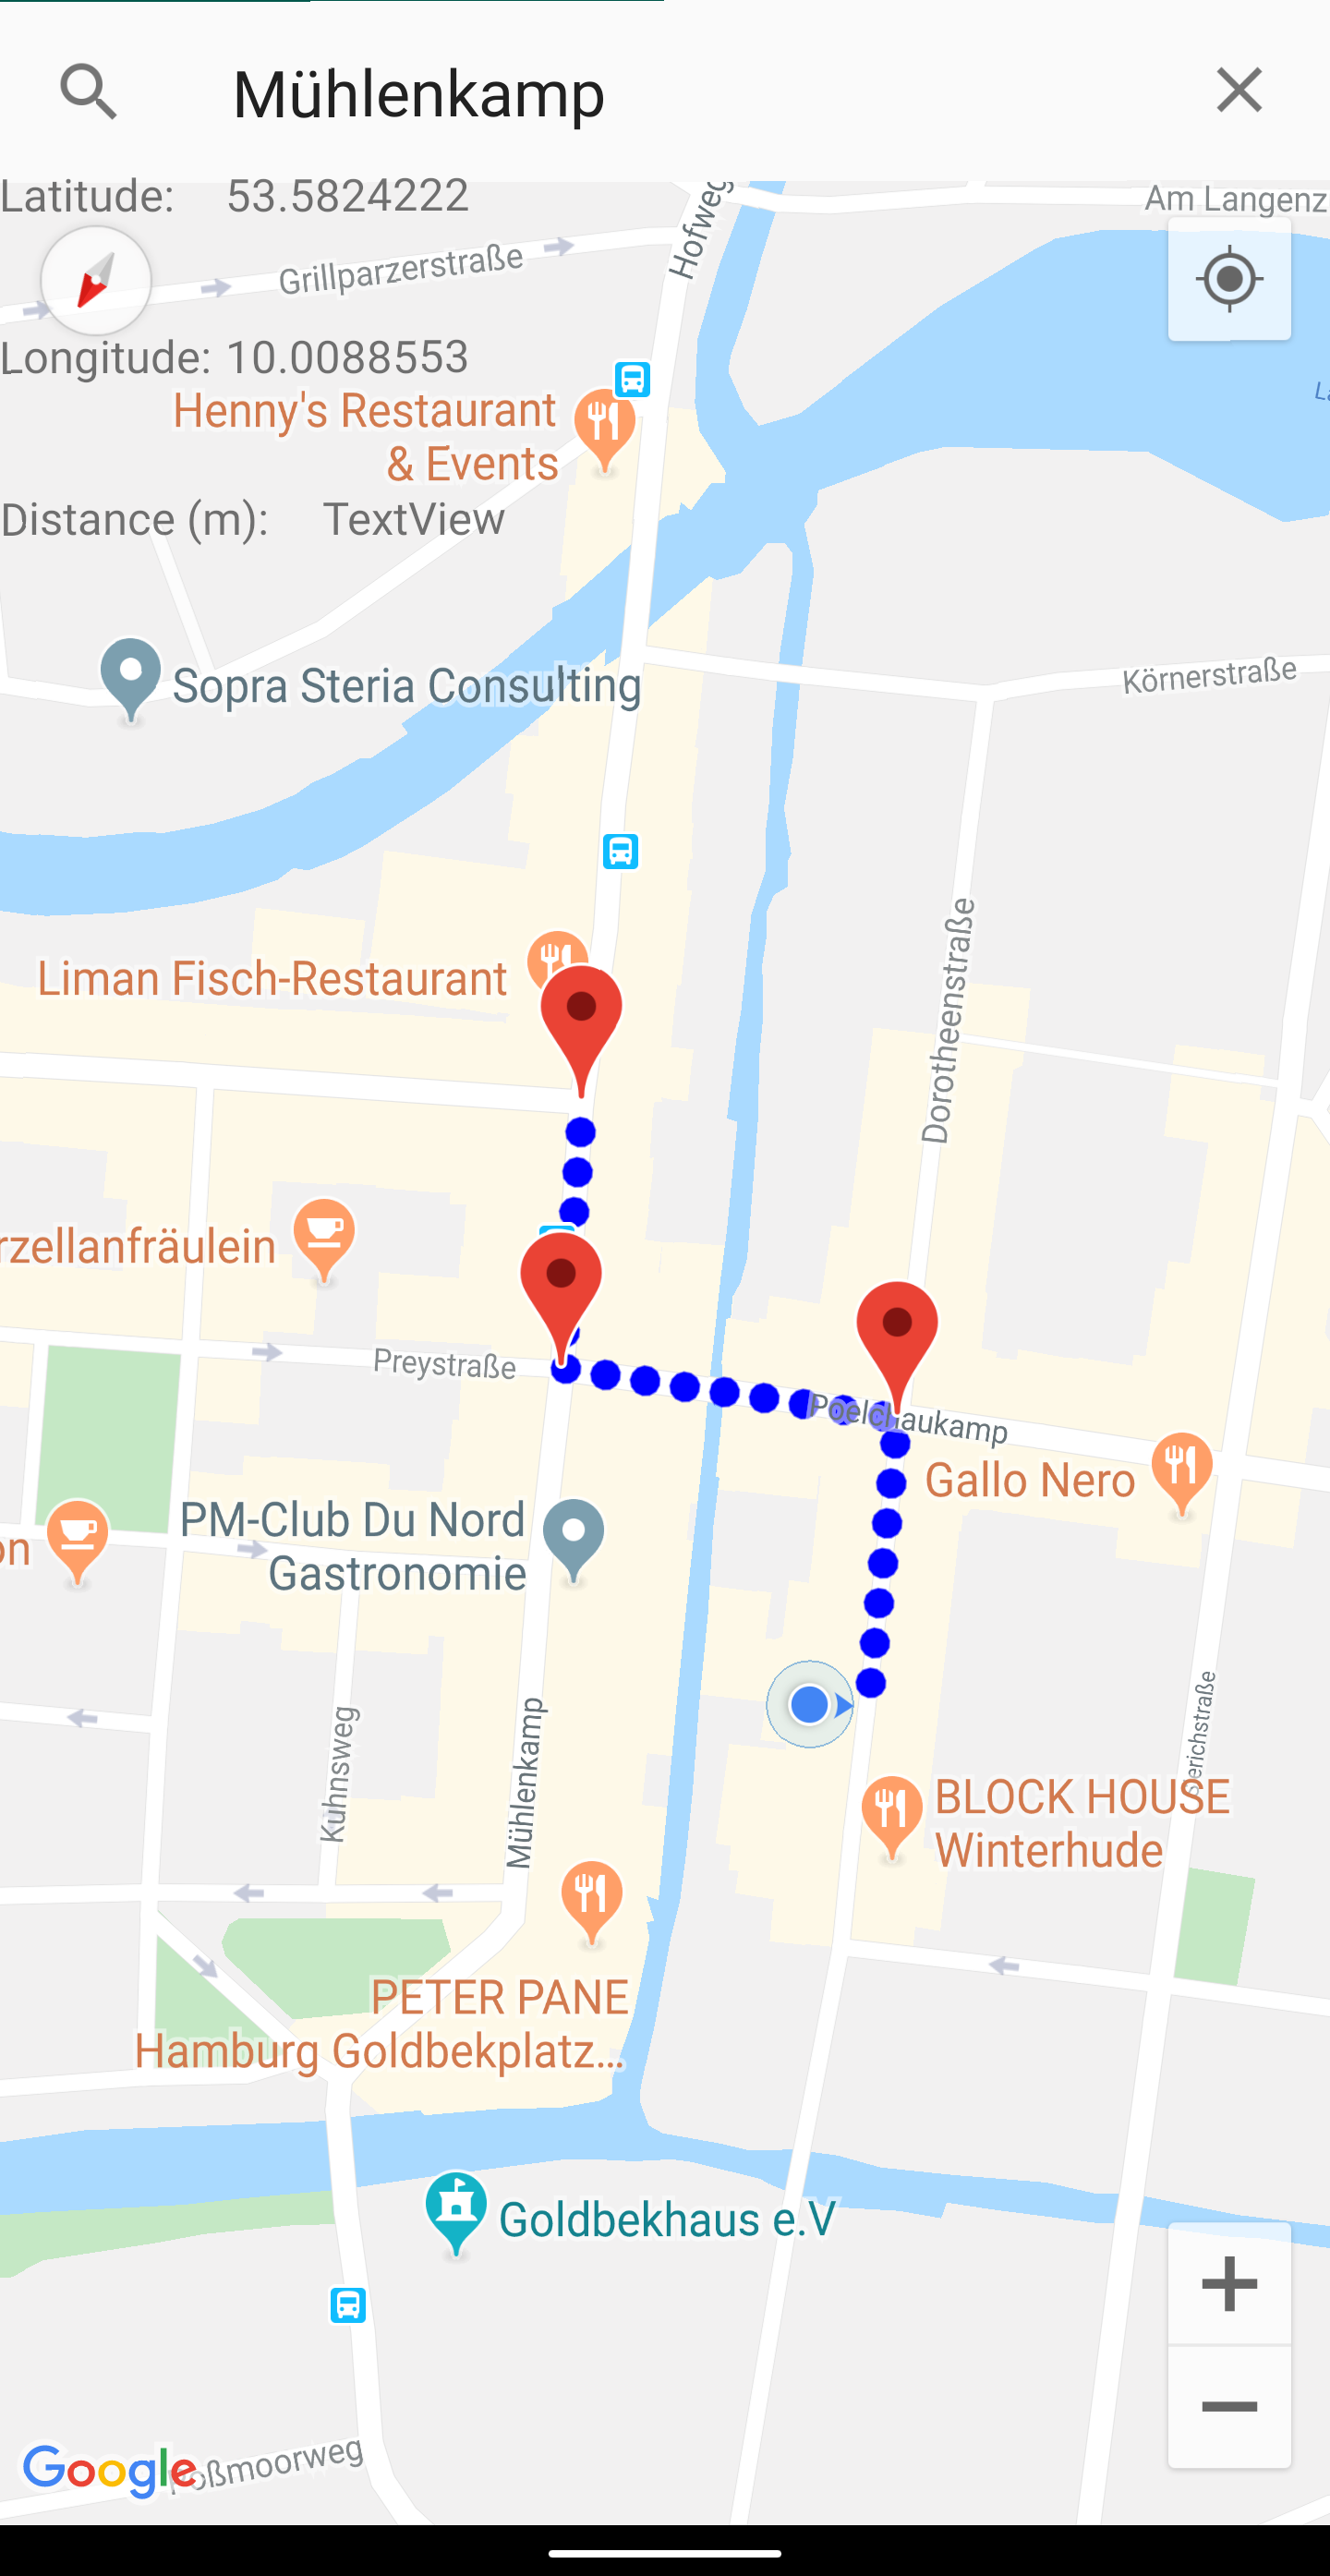 Mühlenkamp
Latitude: 53.5824222
Am Langenz
Hofweg
Grillparzerstraße
Longitude: 10.0088553
Henny's Restaurant
& Events
Distance (m): TextView
Sopra Steria Consulting
Körnerstraße
Liman Fisch-Restaurant
Dorotheenstraße
rzellanfräulein
Preystraße
Poelchaukamp
Gallo Nero
PM-Club Du Nord
Gastronomie
on
Kuhnsweg
Mühlenkamp
erichstraße
BLOCK HOUSE
Winterhude
PETER PANE
Hamburg Goldbekplatz...
Goldbekhaus e.V
Google
oßmoorweg